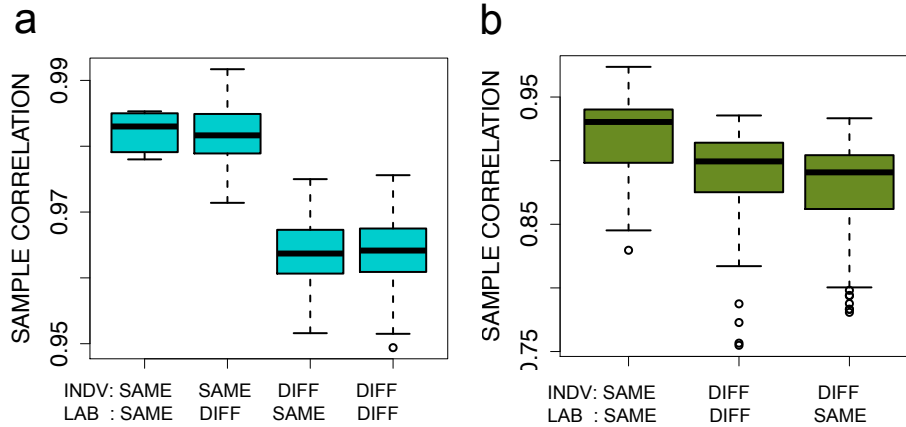 a
SAMPLE CORRELATION
0.99
0.97
0.95
INDV: SAME SAME DIFF DIFF
LAB : SAME DIFF SAME DIFF
b
SAMPLE CORRELATION
0.95
0.85
0.75
INDV: SAME DIFF DIFF
LAB : SAME DIFF SAME